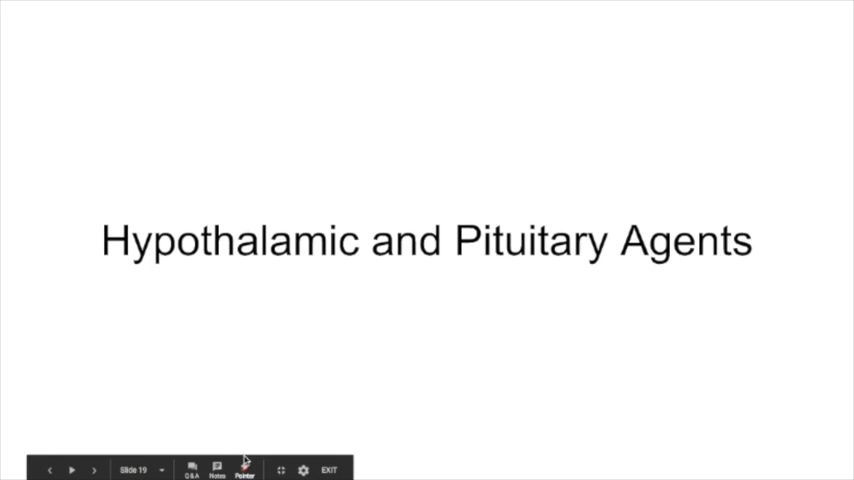 Hypothalamic and Pituitary Agents
Slide 19
Q&A
Notes
Pointer
EXIT